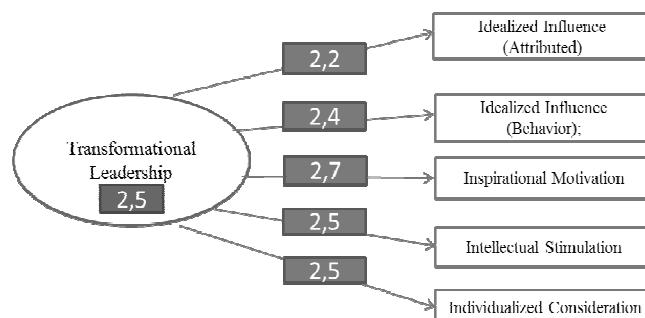 Idealized Influence
(Attributed)
2,2
Idealized Influence
(Behavior);
2,4
Transformational
Leadership
2,5
2,7
Inspirational Motivation
2,5
Intellectual Stimulation
2,5
Individualized Consideration